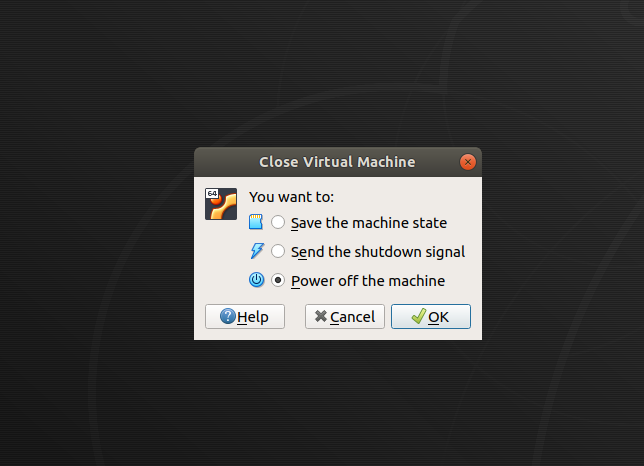 Close Virtual Machine
64
You want to:
Save the machine state
Send the shutdown signal
Power off the machine
Help
Cancel
OK